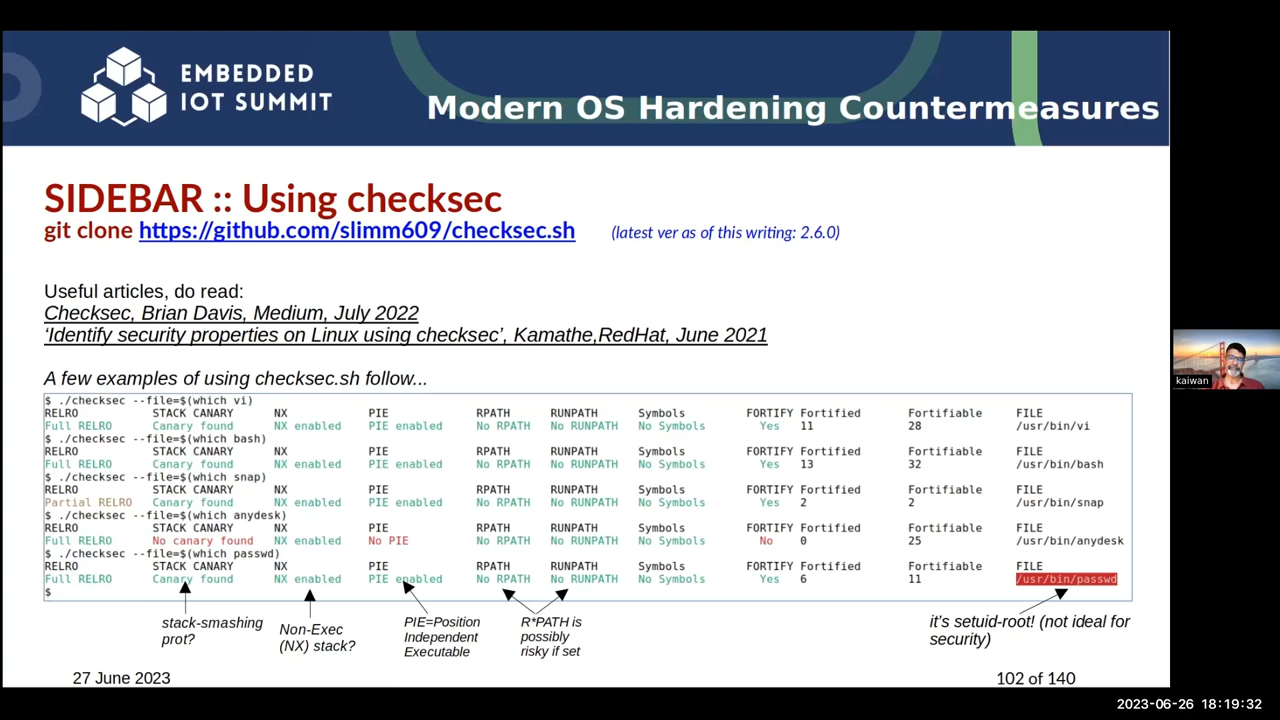 EMBEDDED
IOT SUMMIT
Modern OS Hardening Countermeasures
SIDEBAR :: Using checksec
git clone https://github.com/slimm609/checksec.sh (latest ver as of this writing: 2.6.0)
Useful articles, do read:
Checksec, Brian Davis, Medium, July 2022
‘Identify security properties on Linux using checksec’, Kamathe,RedHat, June 2021
A few examples of using checksec.sh follow...
$ ./checksec --file=$(which vi)
RELRO STACK CANARY NX PIE RPATH RUNPATH Symbols FORTIFY Fortified Fortifiable FILE
Full RELRO Canary found NX enabled PIE enabled No RPATH No RUNPATH No Symbols Yes 11 28 /usr/bin/vi
$ ./checksec --file=$(which bash)
RELRO STACK CANARY NX PIE RPATH RUNPATH Symbols FORTIFY Fortified Fortifiable FILE
Full RELRO Canary found NX enabled PIE enabled No RPATH No RUNPATH No Symbols Yes 13 32 /usr/bin/bash
$ ./checksec --file=$(which snap)
RELRO STACK CANARY NX PIE RPATH RUNPATH Symbols FORTIFY Fortified Fortifiable FILE
Partial RELRO Canary found NX enabled PIE enabled No RPATH No RUNPATH No Symbols Yes 2 2 /usr/bin/snap
$ ./checksec --file=$(which anydesk)
RELRO STACK CANARY NX PIE RPATH RUNPATH Symbols FORTIFY Fortified Fortifiable FILE
Full RELRO No canary found NX enabled No PIE No RPATH No RUNPATH No Symbols No 0 25 /usr/bin/anydesk
$ ./checksec --file=$(which passwd)
RELRO STACK CANARY NX PIE RPATH RUNPATH Symbols FORTIFY Fortified Fortifiable FILE
Full RELRO Canary found NX enabled PIE enabled No RPATH No RUNPATH No Symbols Yes 6 11 /usr/bin/passwd
$
stack-smashing
prot?
Non-Exec
(NX) stack?
PIE=Position
Independent
Executable
R*PATH is
possibly
risky if set
it’s setuid-root! (not ideal for
security)
27 June 2023
102 of 140
kaiwan
2023-06-26 18:19:32